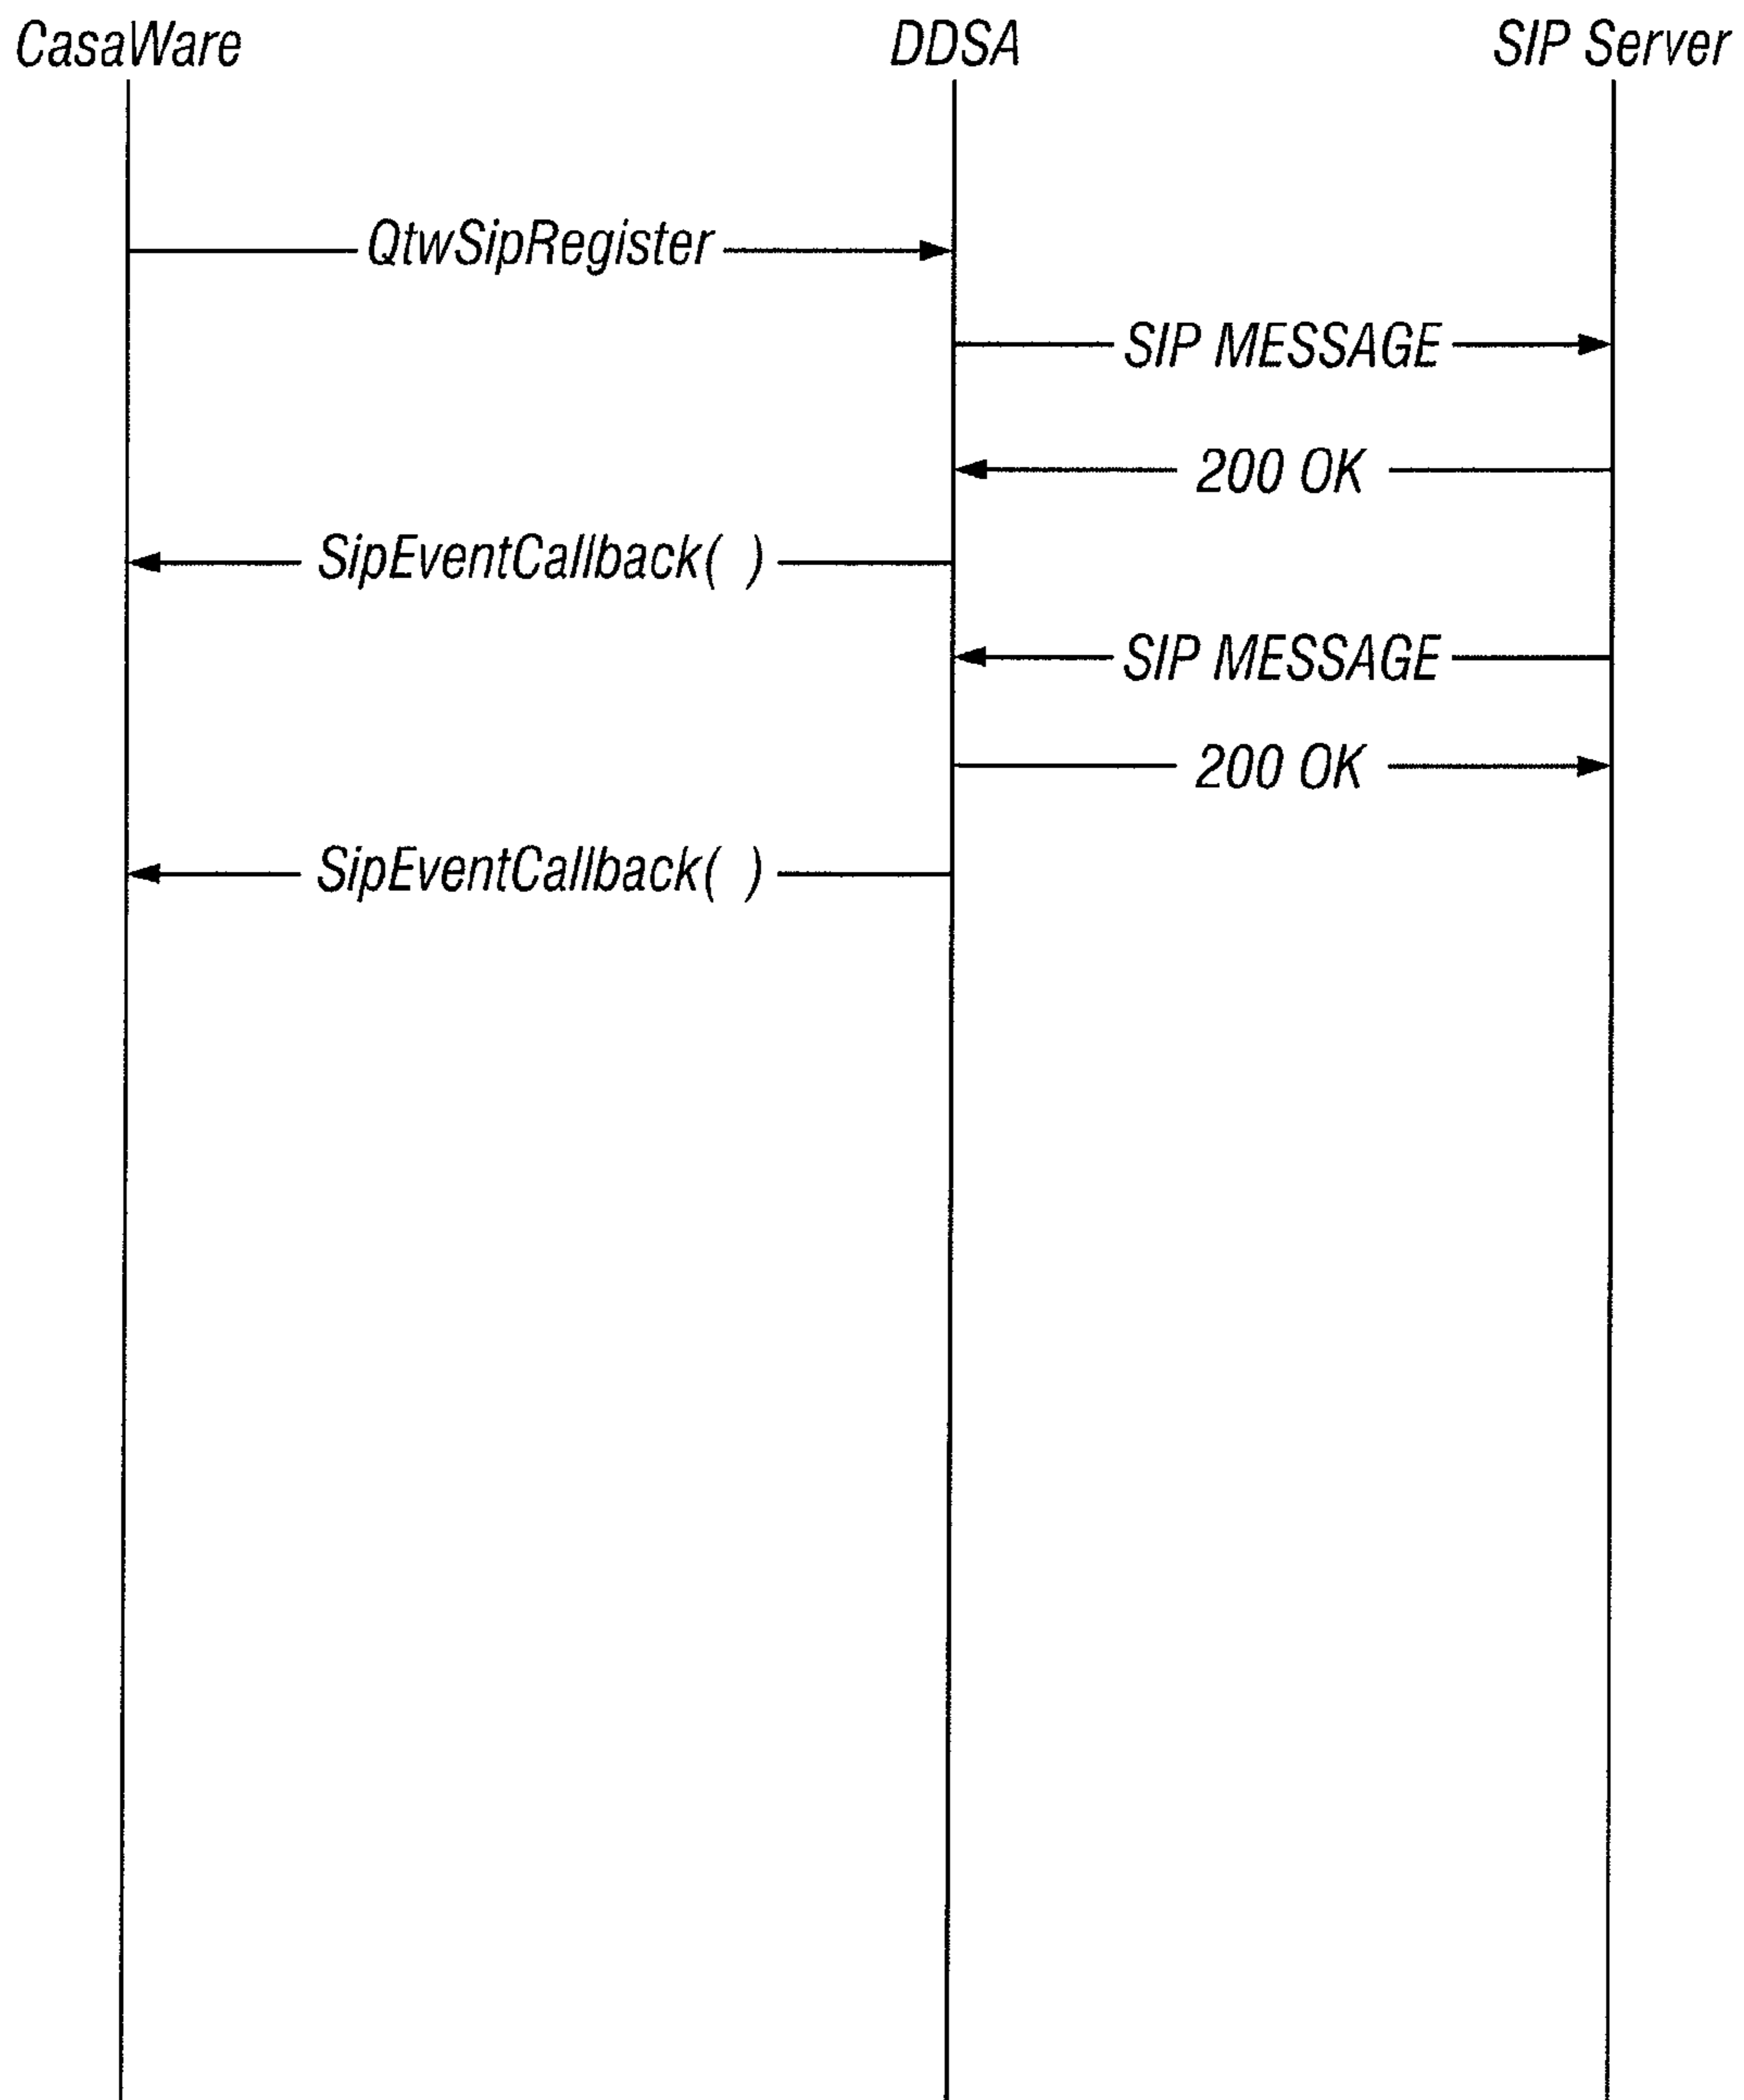 CasaWare DDSA SIP Server
QtwSipRegister
SIP MESSAGE
200 OK
SipEventCallback( )
SIP MESSAGE
200 OK
SipEventCallback( )